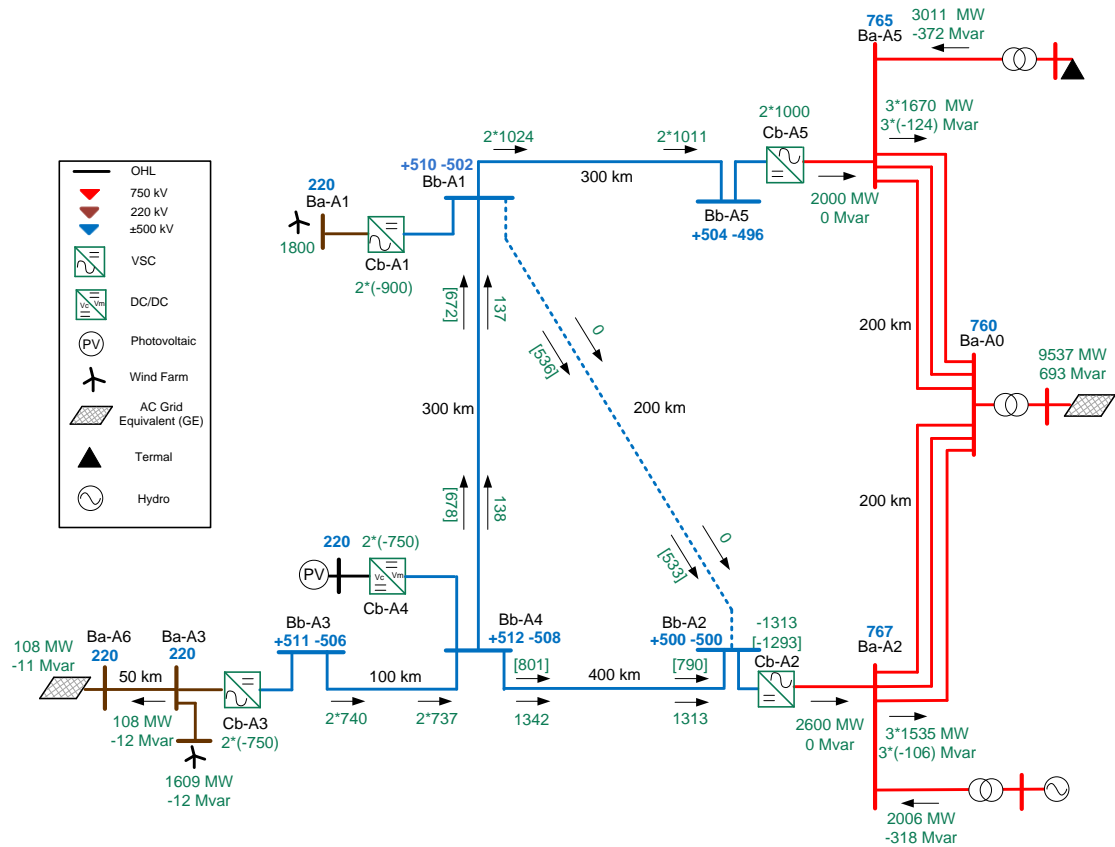 765
Ba-A5
3011 MW
-372 Mvar
3*1670 MW
3*(-124) Mvar
2*1000
Cb-A5
2*1024
2*1011
300 km
2000 MW
0 Mvar
Bb-A5
+504 -496
+510 -502
Bb-A1
220
Ba-A1
1800
Cb-A1
2*(-900)
OHL
750 kV
220 kV
±500 kV
VSC
Vc
Vm
DC/DC
PV
Photovoltaic
Wind Farm
AC Grid
Equivalent (GE)
Termal
Hydro
[672]
137
0
[536]
200 km
300 km
[678]
138
0
[533]
200 km
760
Ba-A0
9537 MW
693 Mvar
200 km
220
2*(-750)
PV
Vc
Vm
Cb-A4
Bb-A3
+511 -506
Bb-A4
+512 -508
Bb-A2
+500 -500
-1313
[-1293]
Cb-A2
767
Ba-A2
Ba-A6
220
Ba-A3
220
108 MW
-11 Mvar
50 km
108 MW
-12 Mvar
Cb-A3
2*(-750)
1609 MW
-12 Mvar
100 km
2*740
2*737
[801]
1342
400 km
[790]
1313
2600 MW
0 Mvar
3*1535 MW
3*(-106) Mvar
2006 MW
-318 Mvar